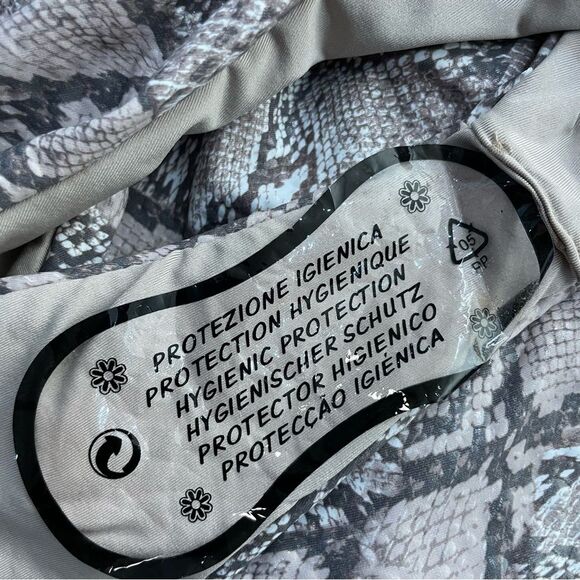 PROTEZIONE IGIENICA
PROTECTION HYGIENIQUE
HYGIENIC PROTECTION
HYGIENISCHER SCHUTZ
PROTECTOR HIGIENICO
PROTECÇÃO IGIÉNICA
05
PP